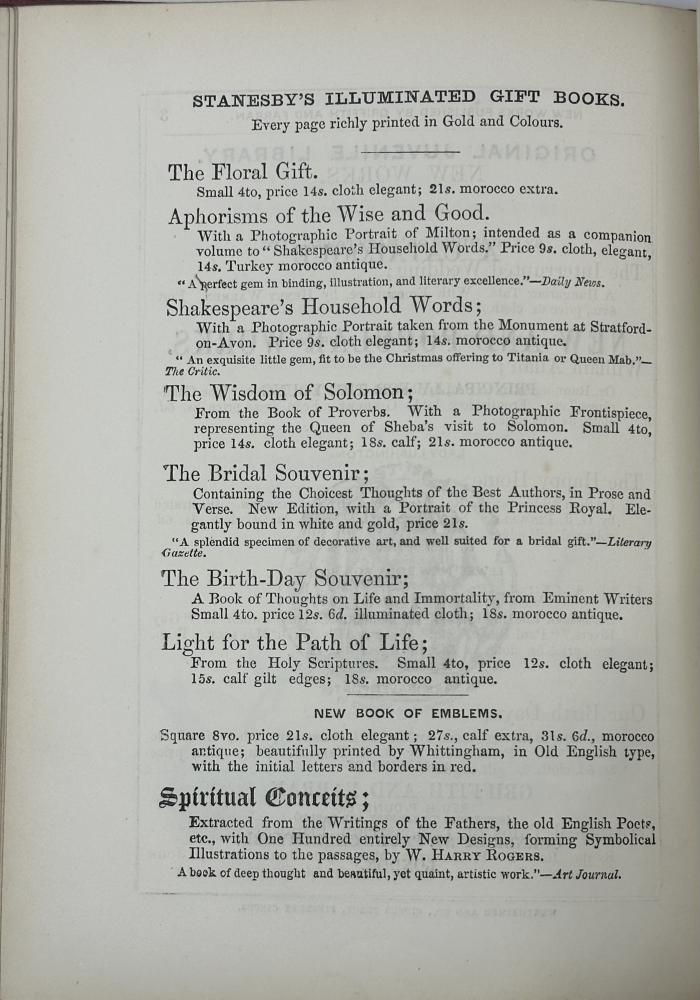 STANESBY'S ILLUMINATED GIFT BOOKS.
Every page richly printed in Gold and Colours.
The Floral Gift.
Small 4to, price 14s. cloth elegant; 21s. morocco extra.
Aphorisms of the Wise and Good.
With a Photographic Portrait of Milton; intended as a companion
volume to "Shakespeare's Household Words." Price 9s. cloth, elegant,
14s. Turkey morocco antique.
"A perfect gem in binding, illustration, and literary excellence."—Daily News.
Shakespeare's Household Words;
With a Photographic Portrait taken from the Monument at Stratford-
on-Avon. Price 9s. cloth elegant; 14s. morocco antique.
"An exquisite little gem, fit to be the Christmas offering to Titania or Queen Mab."—
The Critic.
The Wisdom of Solomon;
From the Book of Proverbs. With a Photographic Frontispiece,
representing the Queen of Sheba's visit to Solomon. Small 4to,
price 14s. cloth elegant; 18s. calf; 21s. morocco antique.
The Bridal Souvenir;
Containing the Choicest Thoughts of the Best Authors, in Prose and
Verse. New Edition, with a Portrait of the Princess Royal. Ele-
gantly bound in white and gold, price 21s.
"A splendid specimen of decorative art, and well suited for a bridal gift."—Literary
Gazette.
The Birth-Day Souvenir;
A Book of Thoughts on Life and Immortality, from Eminent Writers
Small 4to. price 12s. 6d. illuminated cloth; 18s. morocco antique.
Light for the Path of Life;
From the Holy Scriptures. Small 4to, price 12s. cloth elegant;
15s. calf gilt edges; 18s. morocco antique.
NEW BOOK OF EMBLEMS.
Square 8vo. price 21s. cloth elegant; 27s., calf extra, 31s. 6d., morocco
antique; beautifully printed by Whittingham, in Old English type,
with the initial letters and borders in red.
Spiritual Conceits;
Extracted from the Writings of the Fathers, the old English Poets,
etc., with One Hundred entirely New Designs, forming Symbolical
Illustrations to the passages, by W. HARRY ROGERS.
A book of deep thought and beautiful, yet quaint, artistic work."—Art Journal.